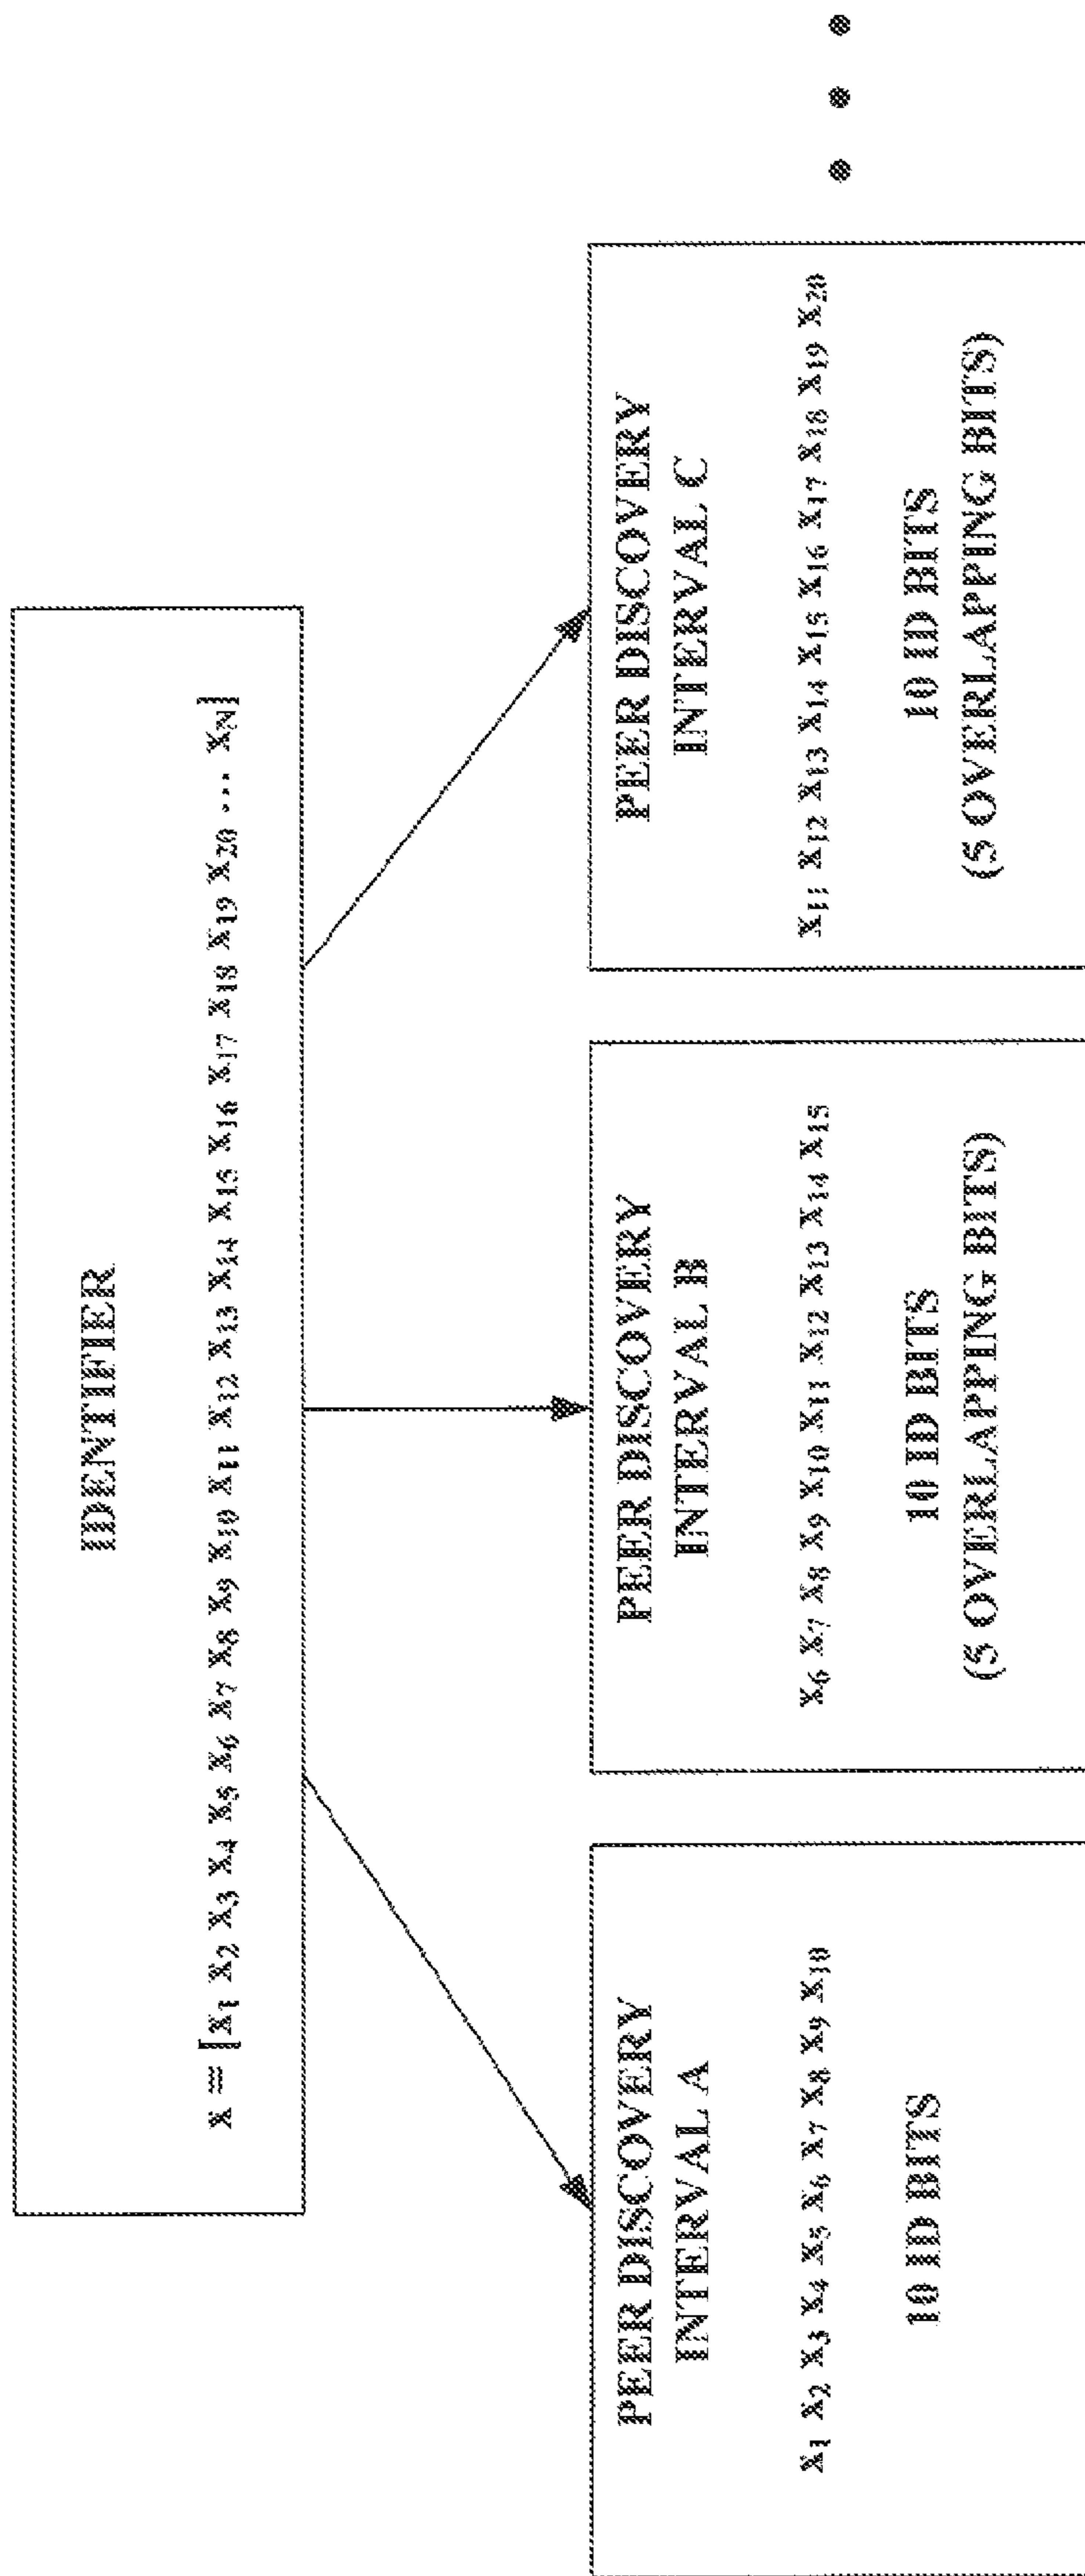 IDENTIFIER
x = [x₁ x₂ x₃ x₄ x₅ x₆ x₇ x₈ x₉ x₁₀ x₁₁ x₁₂ x₁₃ x₁₄ x₁₅ x₁₆ x₁₇ x₁₈ x₁₉ x₂₀ ... x_N]
PEER DISCOVERY
INTERVAL A
x₁ x₂ x₃ x₄ x₅ x₆ x₇ x₈ x₉ x₁₀
10 ID BITS
PEER DISCOVERY
INTERVAL B
x₆ x₇ x₈ x₉ x₁₀ x₁₁ x₁₂ x₁₃ x₁₄ x₁₅
10 ID BITS
(5 OVERLAPPING BITS)
PEER DISCOVERY
INTERVAL C
x₁₁ x₁₂ x₁₃ x₁₄ x₁₅ x₁₆ x₁₇ x₁₈ x₁₉ x₂₀
10 ID BITS
(5 OVERLAPPING BITS)